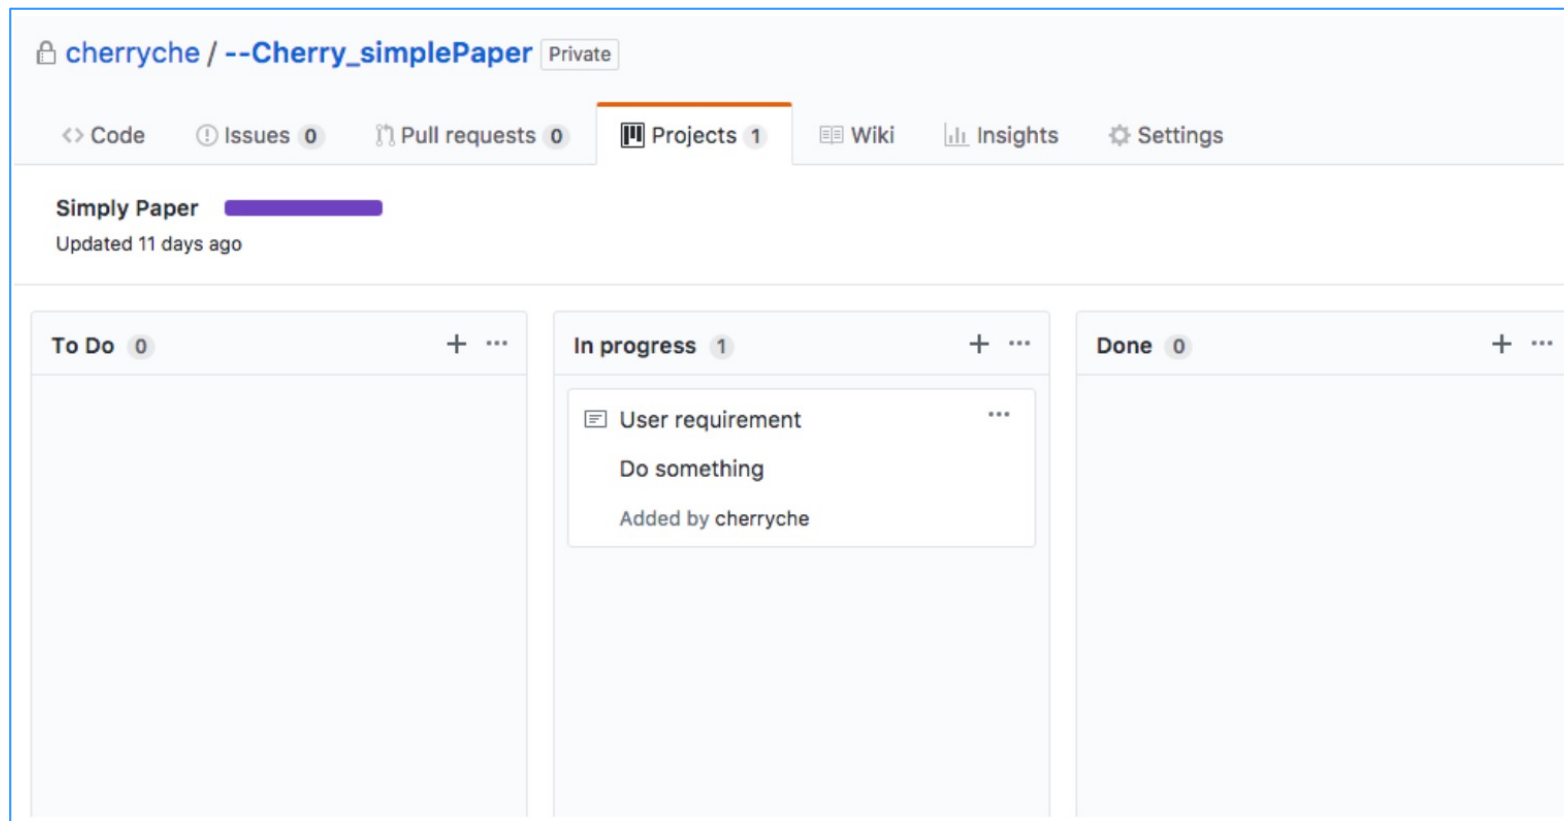 cherryche / --Cherry_simplePaper Private
Code Issues 0 Pull requests 0 Projects 1 Wiki Insights Settings
Simply Paper
Updated 11 days ago
To Do 0 + ...
In progress 1 + ...
Done 0 + ...
User requirement ...
Do something
Added by cherryche